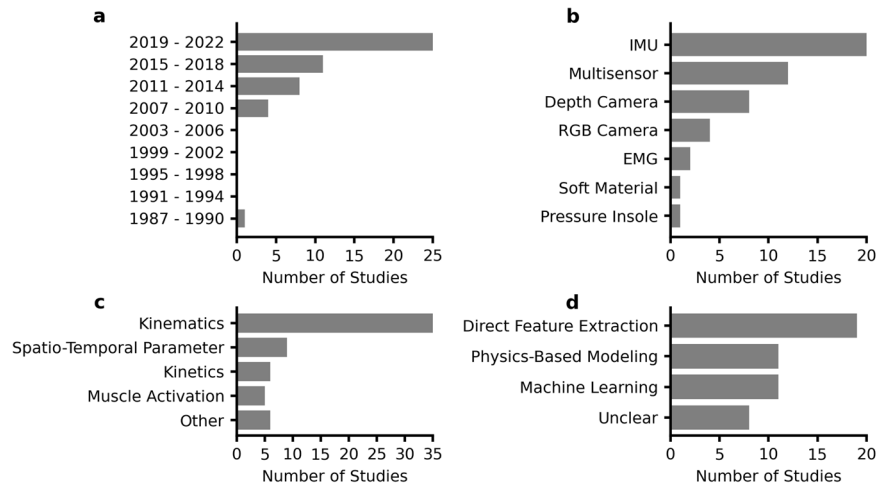 a
2019 - 2022
2015 - 2018
2011 - 2014
2007 - 2010
2003 - 2006
1999 - 2002
1995 - 1998
1991 - 1994
1987 - 1990
0 5 10 15 20 25
Number of Studies
b
IMU
Multisensor
Depth Camera
RGB Camera
EMG
Soft Material
Pressure Insole
0 5 10 15 20
Number of Studies
c
Kinematics
Spatio-Temporal Parameter
Kinetics
Muscle Activation
Other
0 5 10 15 20 25 30 35
Number of Studies
d
Direct Feature Extraction
Physics-Based Modeling
Machine Learning
Unclear
0 5 10 15 20
Number of Studies